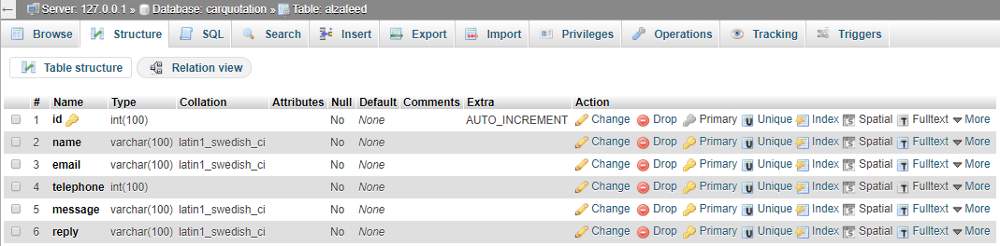 ← Server: 127.0.0.1 » Database: carquotation » Table: alzafeed
Browse Structure SQL Search Insert Export Import Privileges Operations Tracking Triggers
Table structure Relation view
# Name Type Collation Attributes Null Default Comments Extra Action
1 id int(100) No None AUTO_INCREMENT Change Drop Primary Unique Index Spatial Fulltext More
2 name varchar(100) latin1_swedish_ci No None Change Drop Primary Unique Index Spatial Fulltext More
3 email varchar(100) latin1_swedish_ci No None Change Drop Primary Unique Index Spatial Fulltext More
4 telephone int(100) No None Change Drop Primary Unique Index Spatial Fulltext More
5 message varchar(100) latin1_swedish_ci No None Change Drop Primary Unique Index Spatial Fulltext More
6 reply varchar(100) latin1_swedish_ci No None Change Drop Primary Unique Index Spatial Fulltext More